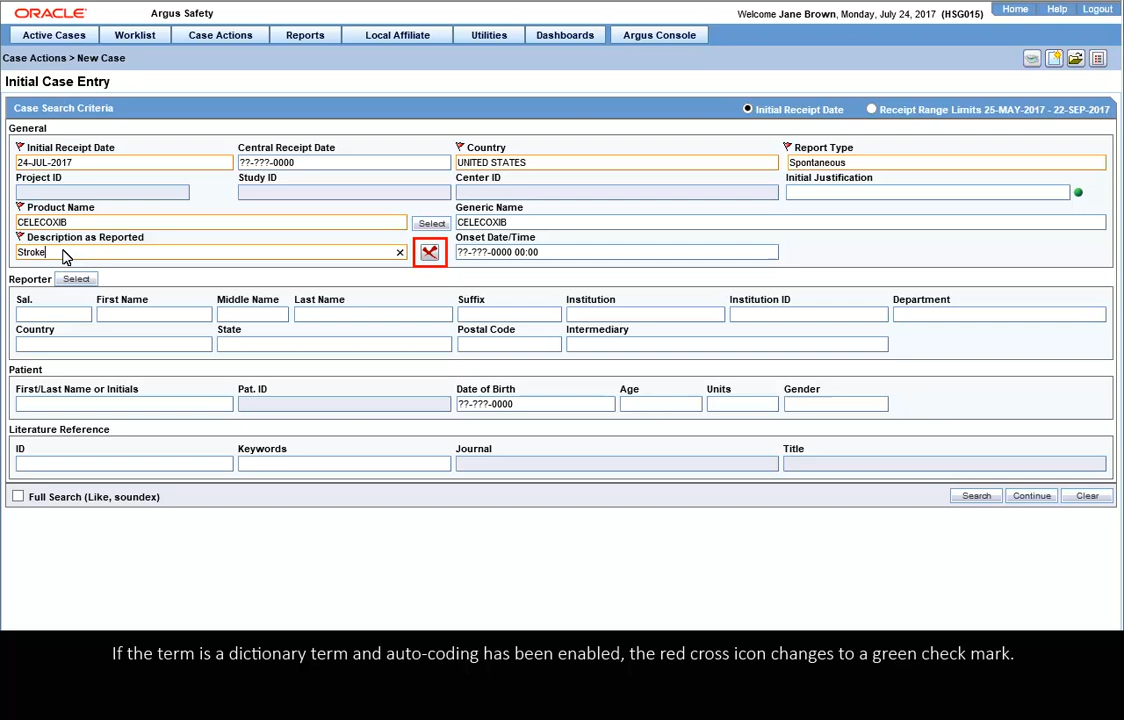 ORACLE Argus Safety Welcome Jane Brown, Monday, July 24, 2017 (HSG015) Home Help Logout
Active Cases Worklist Case Actions Reports Local Affiliate Utilities Dashboards Argus Console
Case Actions > New Case
Initial Case Entry
Case Search Criteria Initial Receipt Date Receipt Range Limits 25-MAY-2017 - 22-SEP-2017
General
Initial Receipt Date Central Receipt Date Country Report Type
24-JUL-2017 ??-???-0000 UNITED STATES Spontaneous
Project ID Study ID Center ID Initial Justification
Product Name Generic Name
CELECOXIB Select CELECOXIB
Description as Reported Onset Date/Time
Stroke ??-???-0000 00:00
Reporter Select
Sal. First Name Middle Name Last Name Suffix Institution Institution ID Department
Country State Postal Code Intermediary
Patient
First/Last Name or Initials Pat. ID Date of Birth Age Units Gender
??-???-0000
Literature Reference
ID Keywords Journal Title
Full Search (Like, soundex) Search Continue Clear
If the term is a dictionary term and auto-coding has been enabled, the red cross icon changes to a green check mark.